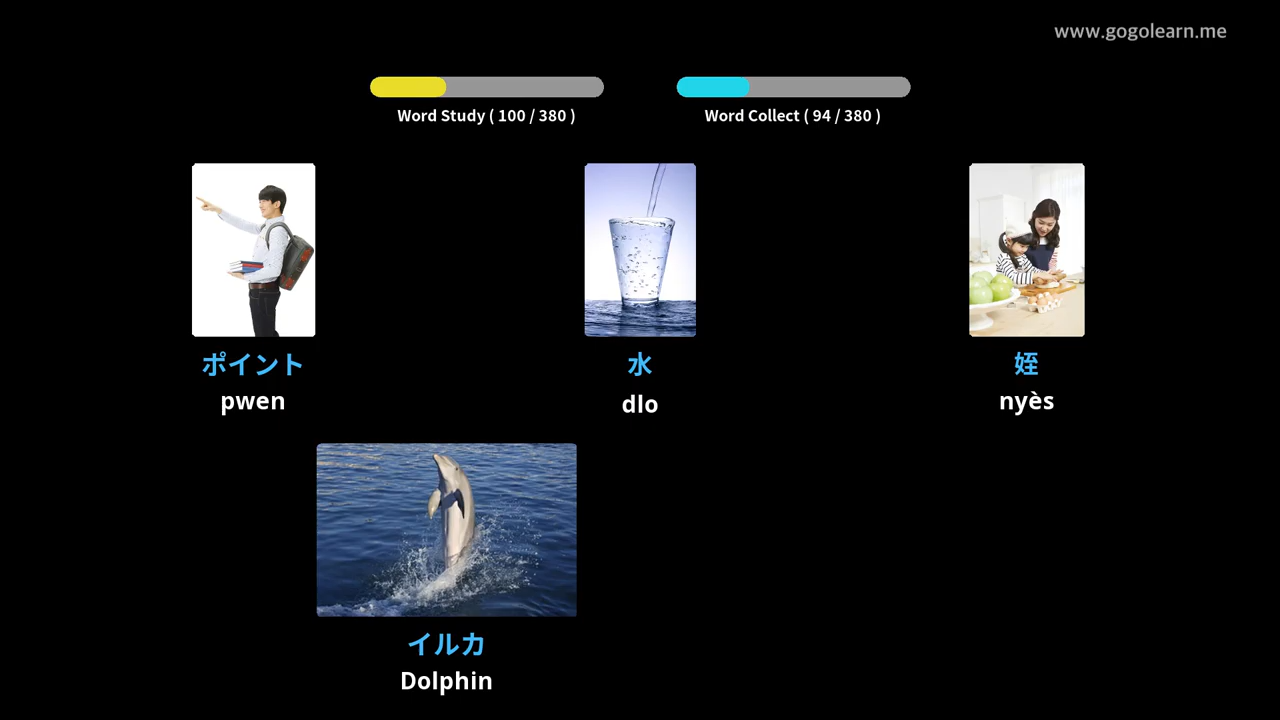 www.gogolearn.me
Word Study ( 100 / 380 )
Word Collect ( 94 / 380 )
ポイント
pwen
水
dlo
姪
nyès
イルカ
Dolphin